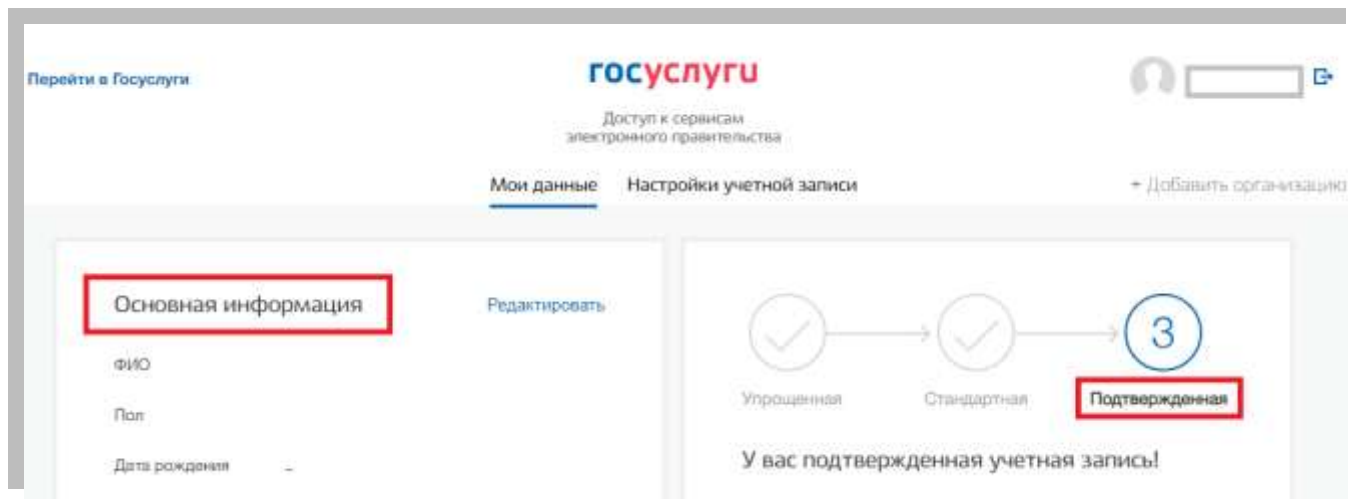 Перейти в Госуслуги
госуслуги
Доступ к сервисам
электронного правительства
Мои данные
Настройки учетной записи
+ Добавить организацию
Основная информация
Редактировать
ФИО
Пол
Дата рождения
-
3
Упрощенная
Стандартная
Подтвержденная
У вас подтвержденная учетная запись!